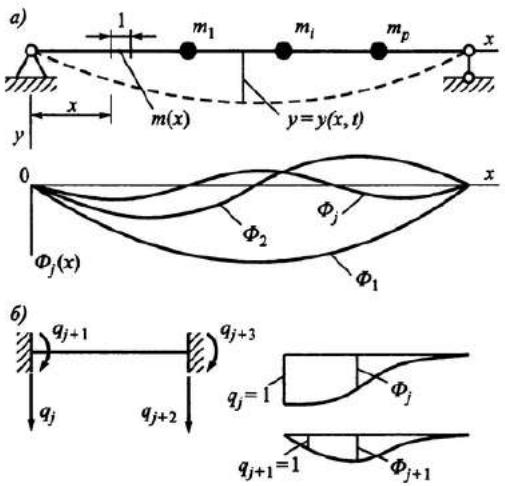 а)
1
m₁
mᵢ
mₚ
x
x
m(x)
y = y(x, t)
y
0
x
Φ₂
Φⱼ
Φⱼ(x)
Φ₁
б)
qⱼ₊₁
qⱼ₊₃
qⱼ
qⱼ₊₂
qⱼ = 1
Φⱼ
qⱼ₊₁ = 1
Φⱼ₊₁